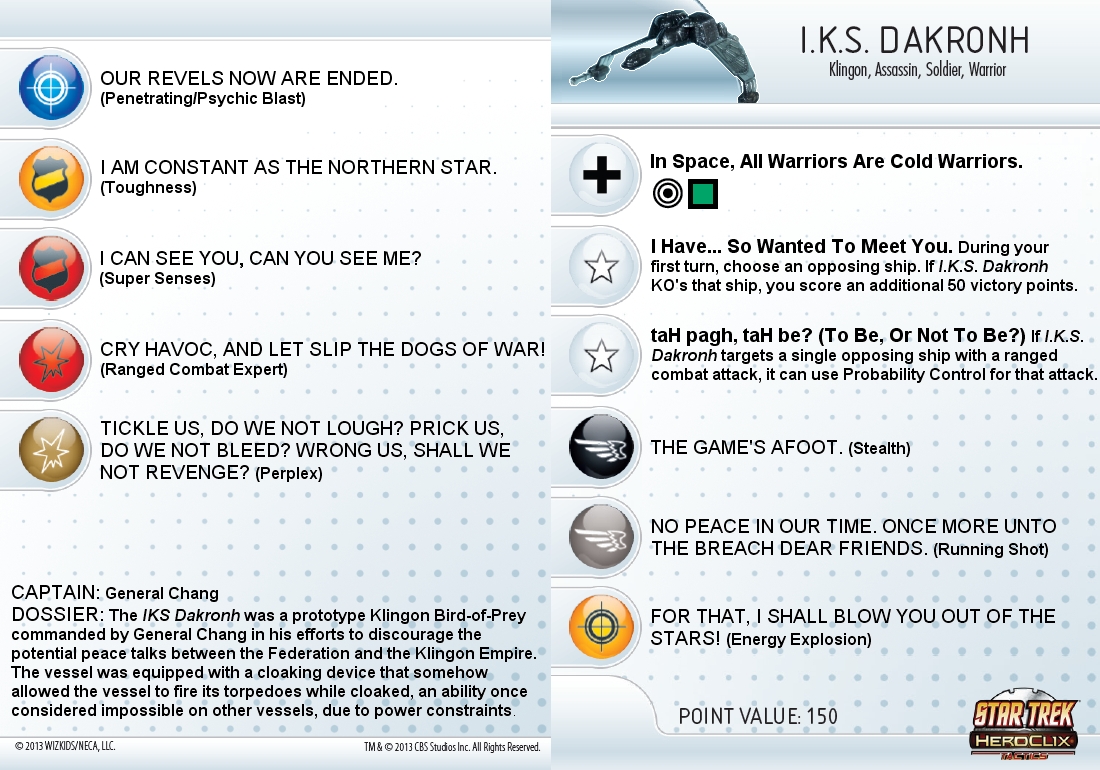 OUR REVELS NOW ARE ENDED.
(Penetrating/Psychic Blast)
I AM CONSTANT AS THE NORTHERN STAR.
(Toughness)
I CAN SEE YOU, CAN YOU SEE ME?
(Super Senses)
CRY HAVOC, AND LET SLIP THE DOGS OF WAR!
(Ranged Combat Expert)
TICKLE US, DO WE NOT LOUGH? PRICK US,
DO WE NOT BLEED? WRONG US, SHALL WE
NOT REVENGE? (Perplex)
CAPTAIN: General Chang
DOSSIER: The IKS Dakronh was a prototype Klingon Bird-of-Prey
commanded by General Chang in his efforts to discourage the
potential peace talks between the Federation and the Klingon Empire.
The vessel was equipped with a cloaking device that somehow
allowed the vessel to fire its torpedoes while cloaked, an ability once
considered impossible on other vessels, due to power constraints.
© 2013 WIZKIDS/NECA, LLC.
TM & © 2013 CBS Studios Inc. All Rights Reserved.
I.K.S. DAKRONH
Klingon, Assassin, Soldier, Warrior
In Space, All Warriors Are Cold Warriors.
I Have... So Wanted To Meet You. During your
first turn, choose an opposing ship. If I.K.S. Dakronh
KO's that ship, you score an additional 50 victory points.
taH pagh, taH be? (To Be, Or Not To Be?) If I.K.S.
Dakronh targets a single opposing ship with a ranged
combat attack, it can use Probability Control for that attack.
THE GAME'S AFOOT. (Stealth)
NO PEACE IN OUR TIME. ONCE MORE UNTO
THE BREACH DEAR FRIENDS. (Running Shot)
FOR THAT, I SHALL BLOW YOU OUT OF THE
STARS! (Energy Explosion)
POINT VALUE: 150
STAR TREK
HEROCLIX
TACTICS